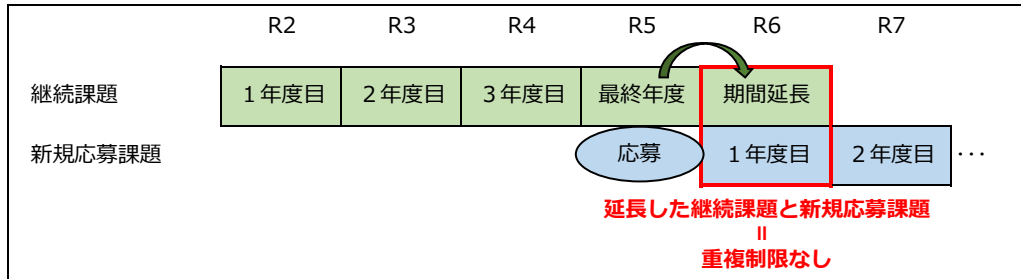 R2 R3 R4 R5 R6 R7
継続課題 1年度目 2年度目 3年度目 最終年度 期間延長
新規応募課題 応募 1年度目 2年度目 ･･･
延長した継続課題と新規応募課題
＝
重複制限なし